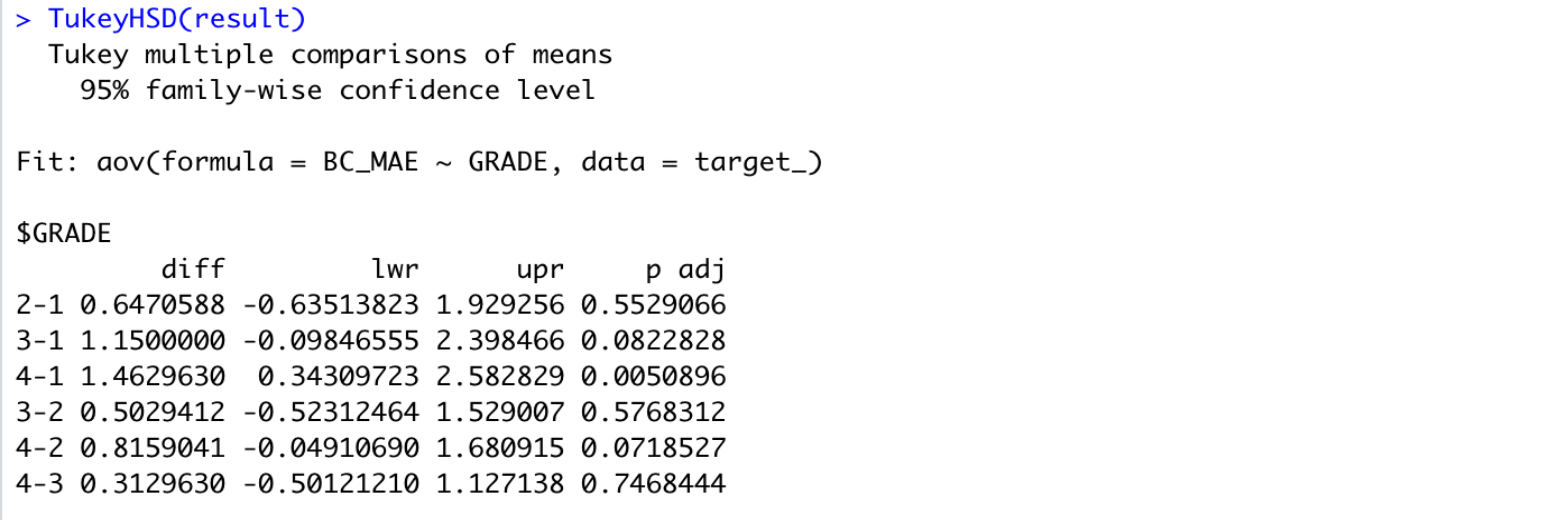 > TukeyHSD(result)
  Tukey multiple comparisons of means
    95% family-wise confidence level

Fit: aov(formula = BC_MAE ~ GRADE, data = target_)

$GRADE
         diff         lwr      upr     p adj
2-1 0.6470588 -0.63513823 1.929256 0.5529066
3-1 1.1500000 -0.09846555 2.398466 0.0822828
4-1 1.4629630  0.34309723 2.582829 0.0050896
3-2 0.5029412 -0.52312464 1.529007 0.5768312
4-2 0.8159041 -0.04910690 1.680915 0.0718527
4-3 0.3129630 -0.50121210 1.127138 0.7468444